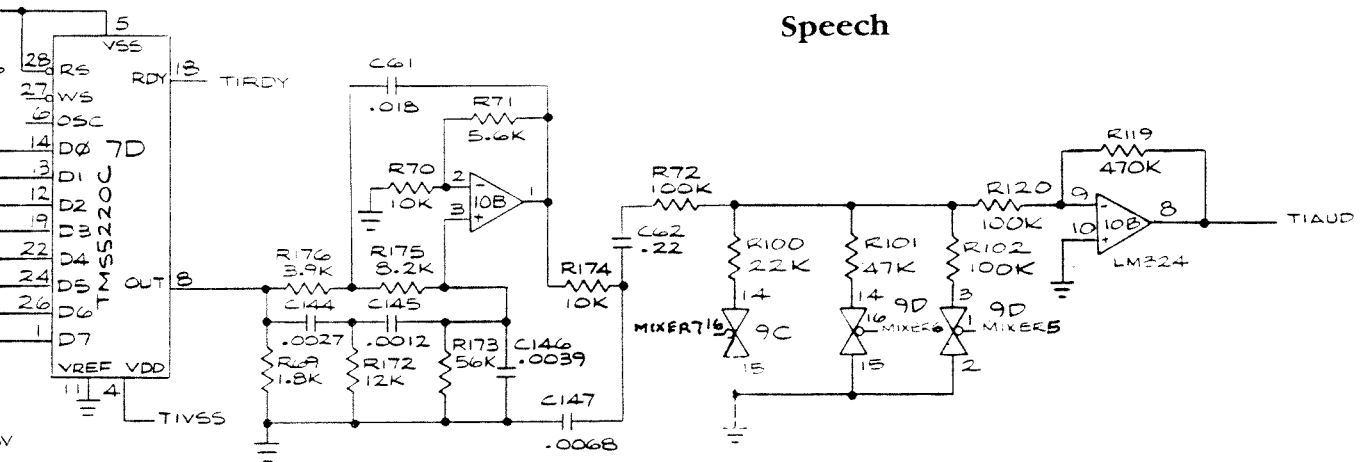 Speech
5
VSS
28 RS
RDY 18 TIRDY
27 WS
6 OSC
14 DØ 7D
13 D1
12 D2
19 D3
22 D4
24 D5
26 D6
1 D7
TMS5220C
OUT 8
VREF VDD
11 4
TIVSS
C61
.018
R71
5.6K
R70
10K
2 -
3 +
10B
1
R176
3.9K
R175
8.2K
C144
.0027
C145
.0012
R69
1.8K
R172
12K
R173
56K
C146
.0039
C147
.0068
R174
10K
C62
.22
R72
100K
R100
22K
R101
47K
R102
100K
R120
100K
R119
470K
9 -
10 +
10B
8
LM324
TIAUD
14
MIXER7 16 9C
15
14
16 9D
MIXER6
15
3
9D
1 MIXER5
2
V